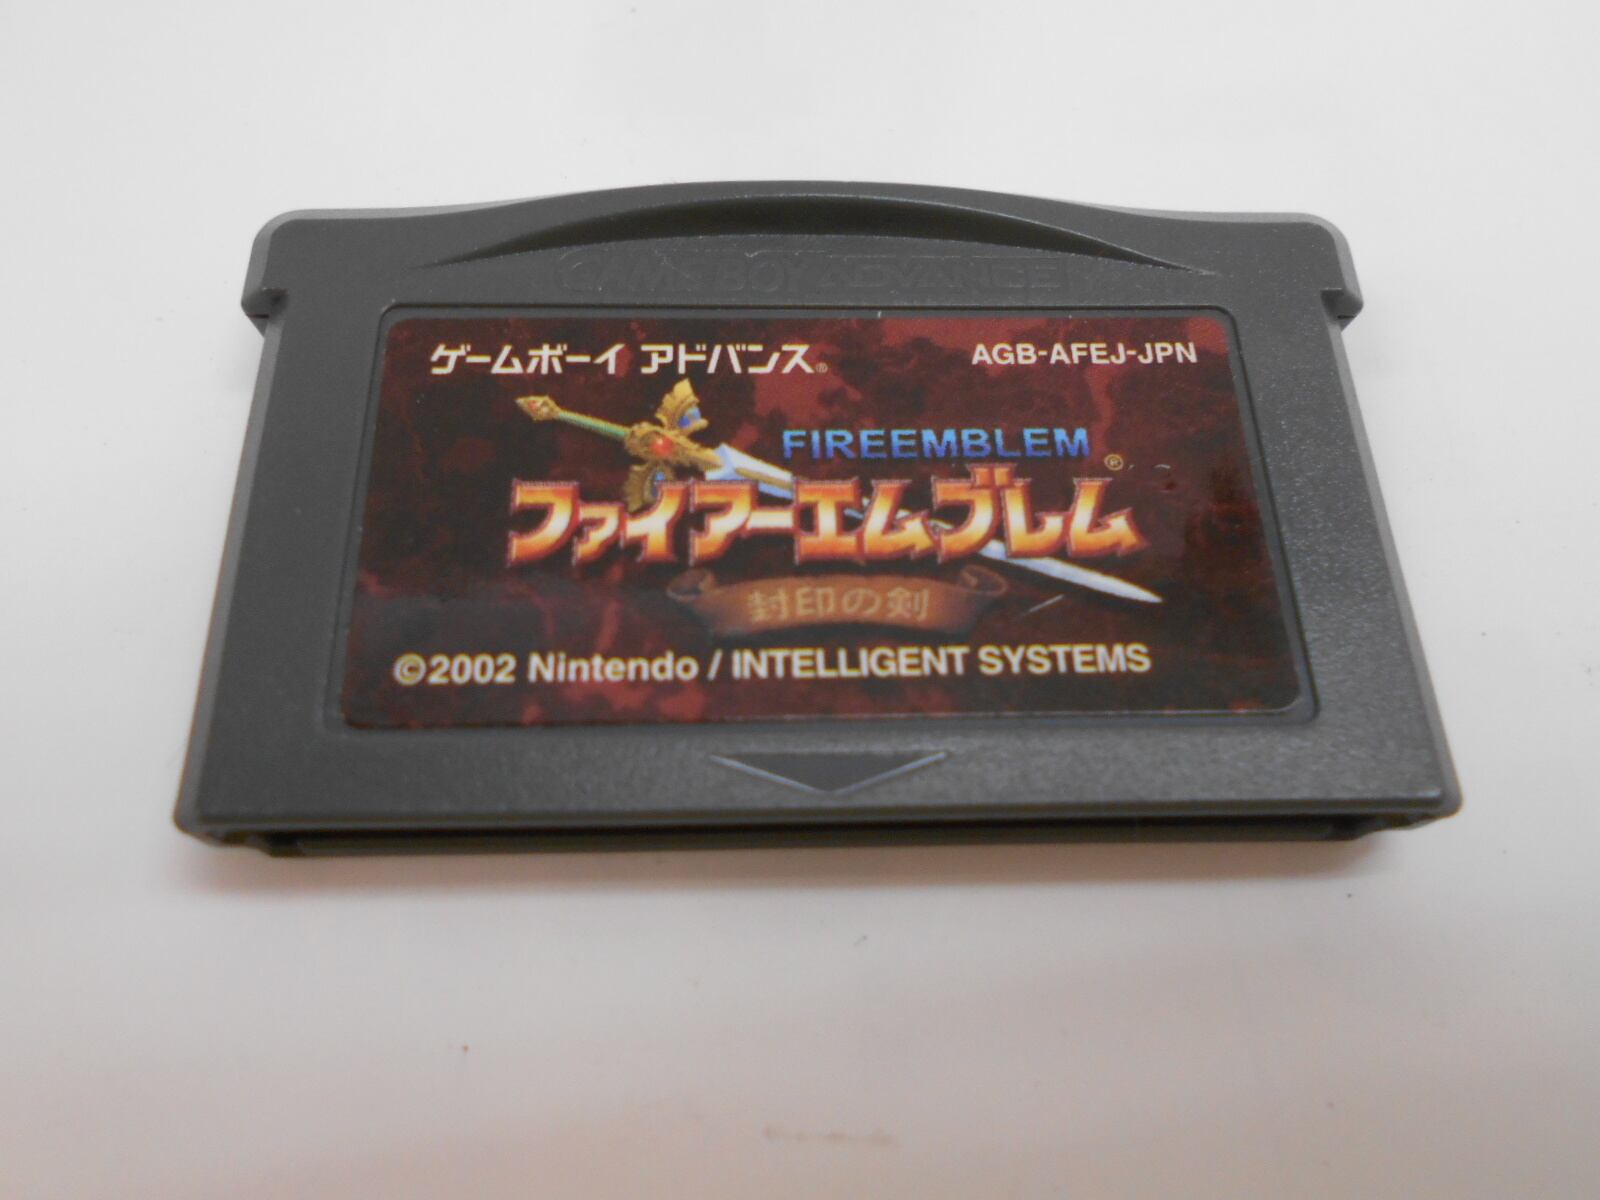 GAME BOY ADVANCE
ゲームボーイ アドバンス®
AGB-AFEJ-JPN
FIREEMBLEM
ファイアーエムブレム®
封印の剣
©2002 Nintendo / INTELLIGENT SYSTEMS